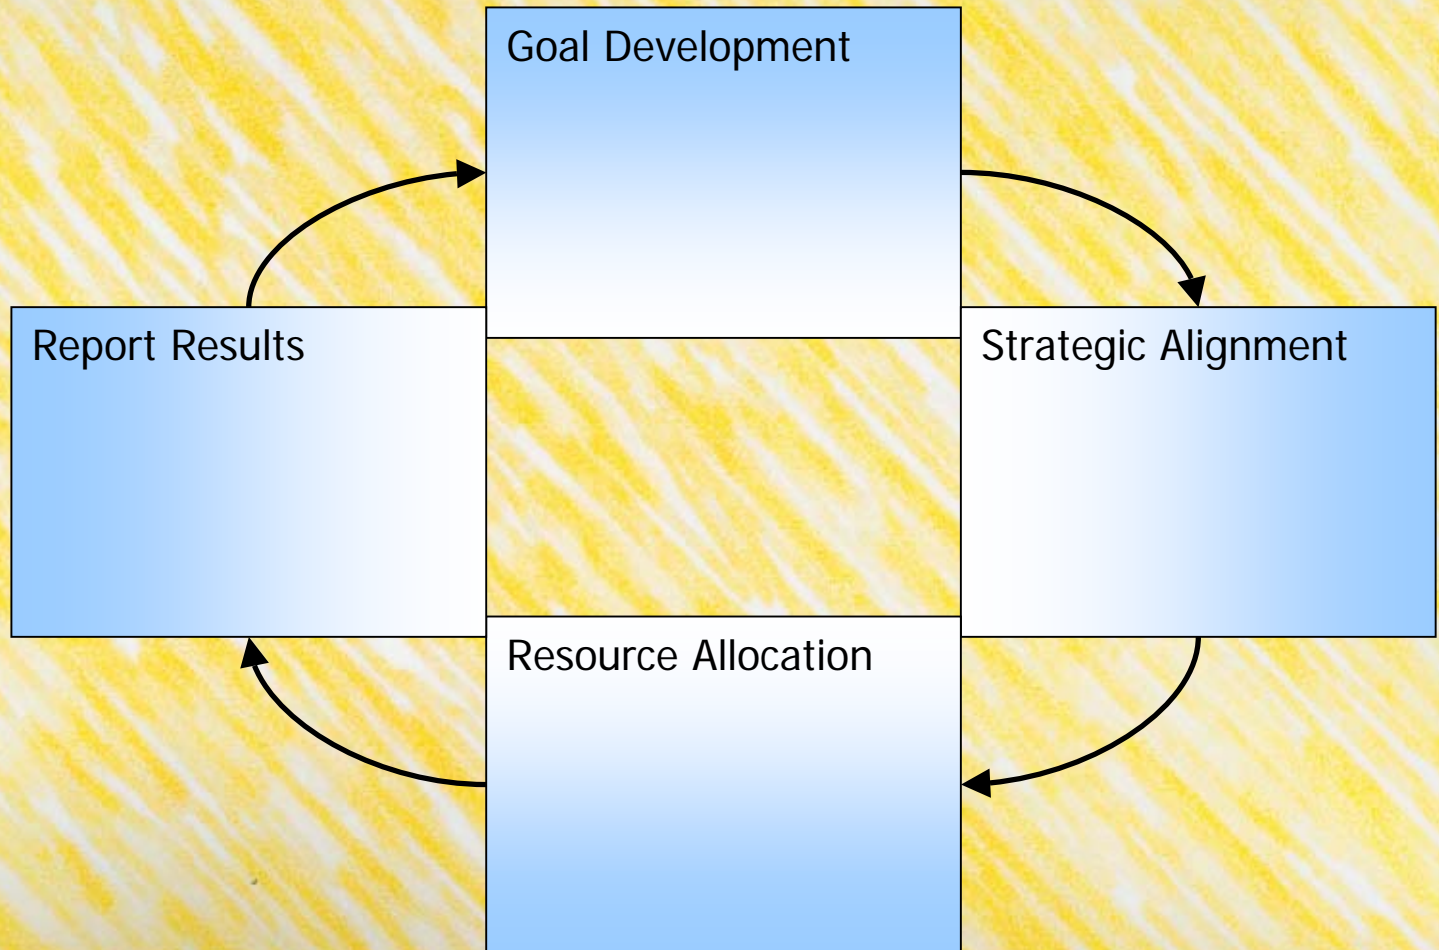 Goal Development
Report Results
Strategic Alignment
Resource Allocation